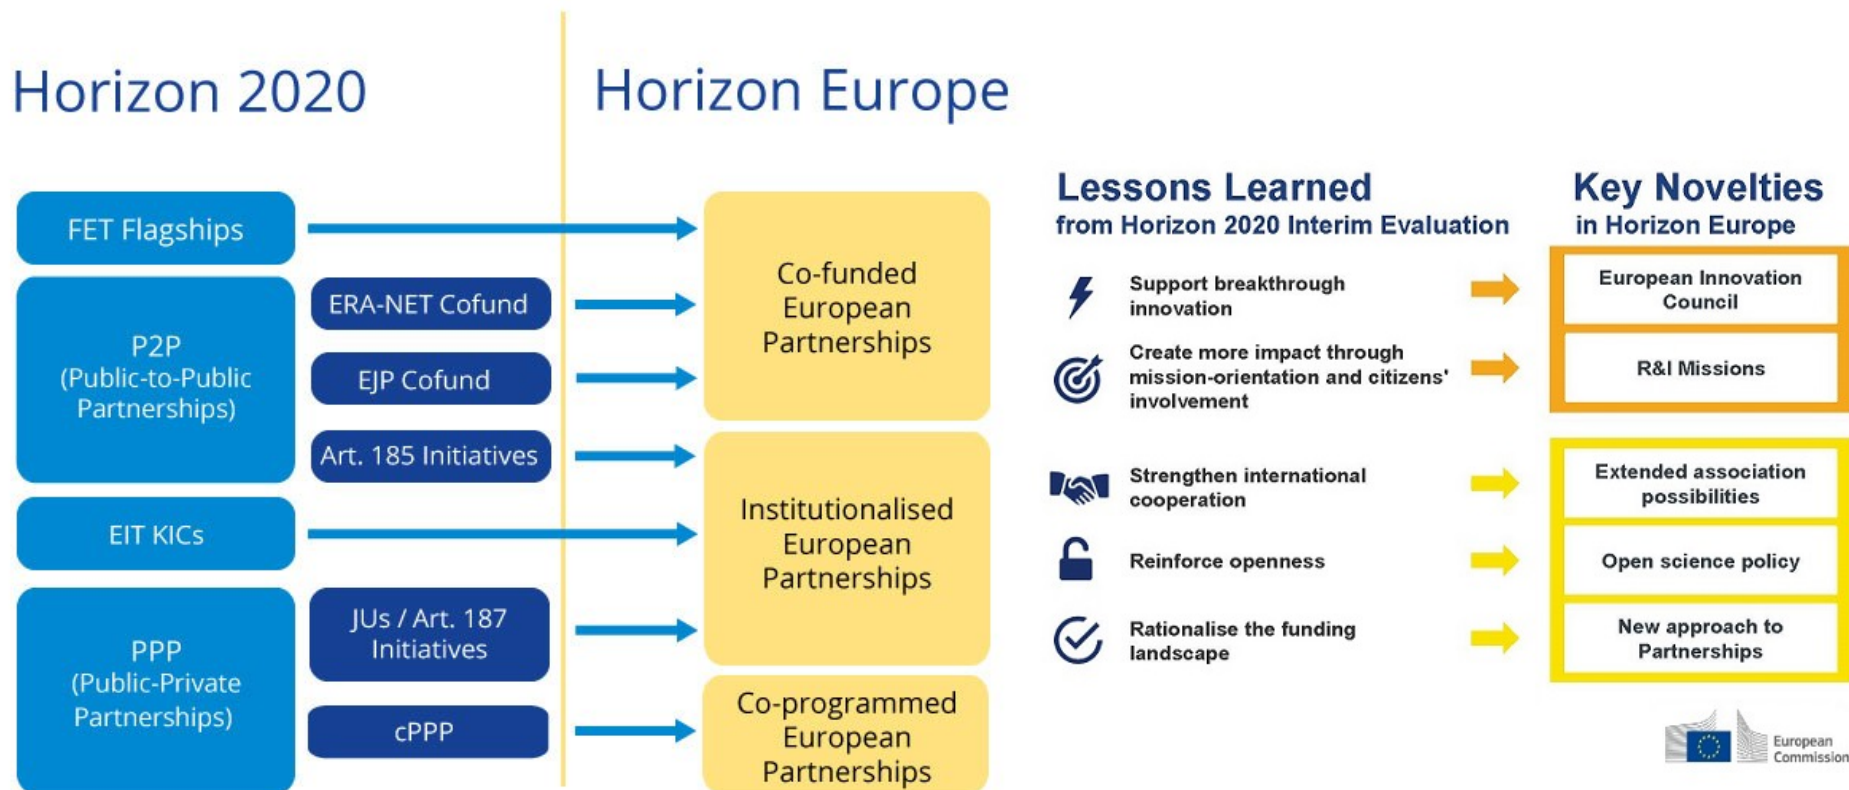 Horizon 2020
FET Flagships
P2P
(Public-to-Public
Partnerships)
ERA-NET Cofund
EJP Cofund
Art. 185 Initiatives
EIT KICs
PPP
(Public-Private
Partnerships)
JUs / Art. 187
Initiatives
cPPP
Horizon Europe
Co-funded
European
Partnerships
Institutionalised
European
Partnerships
Co-programmed
European
Partnerships
Lessons Learned
from Horizon 2020 Interim Evaluation
Key Novelties
in Horizon Europe
Support breakthrough
innovation
European Innovation
Council
Create more impact through
mission-orientation and citizens'
involvement
R&I Missions
Strengthen international
cooperation
Extended association
possibilities
Reinforce openness
Open science policy
Rationalise the funding
landscape
New approach to
Partnerships
European
Commission